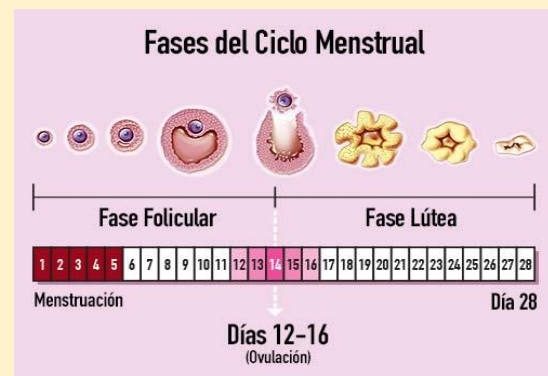 Fases del Ciclo Menstrual
Fase Folicular Fase Lútea
1 2 3 4 5 6 7 8 9 10 11 12 13 14 15 16 17 18 19 20 21 22 23 24 25 26 27 28
Menstruación Día 28
Días 12-16
(Ovulación)